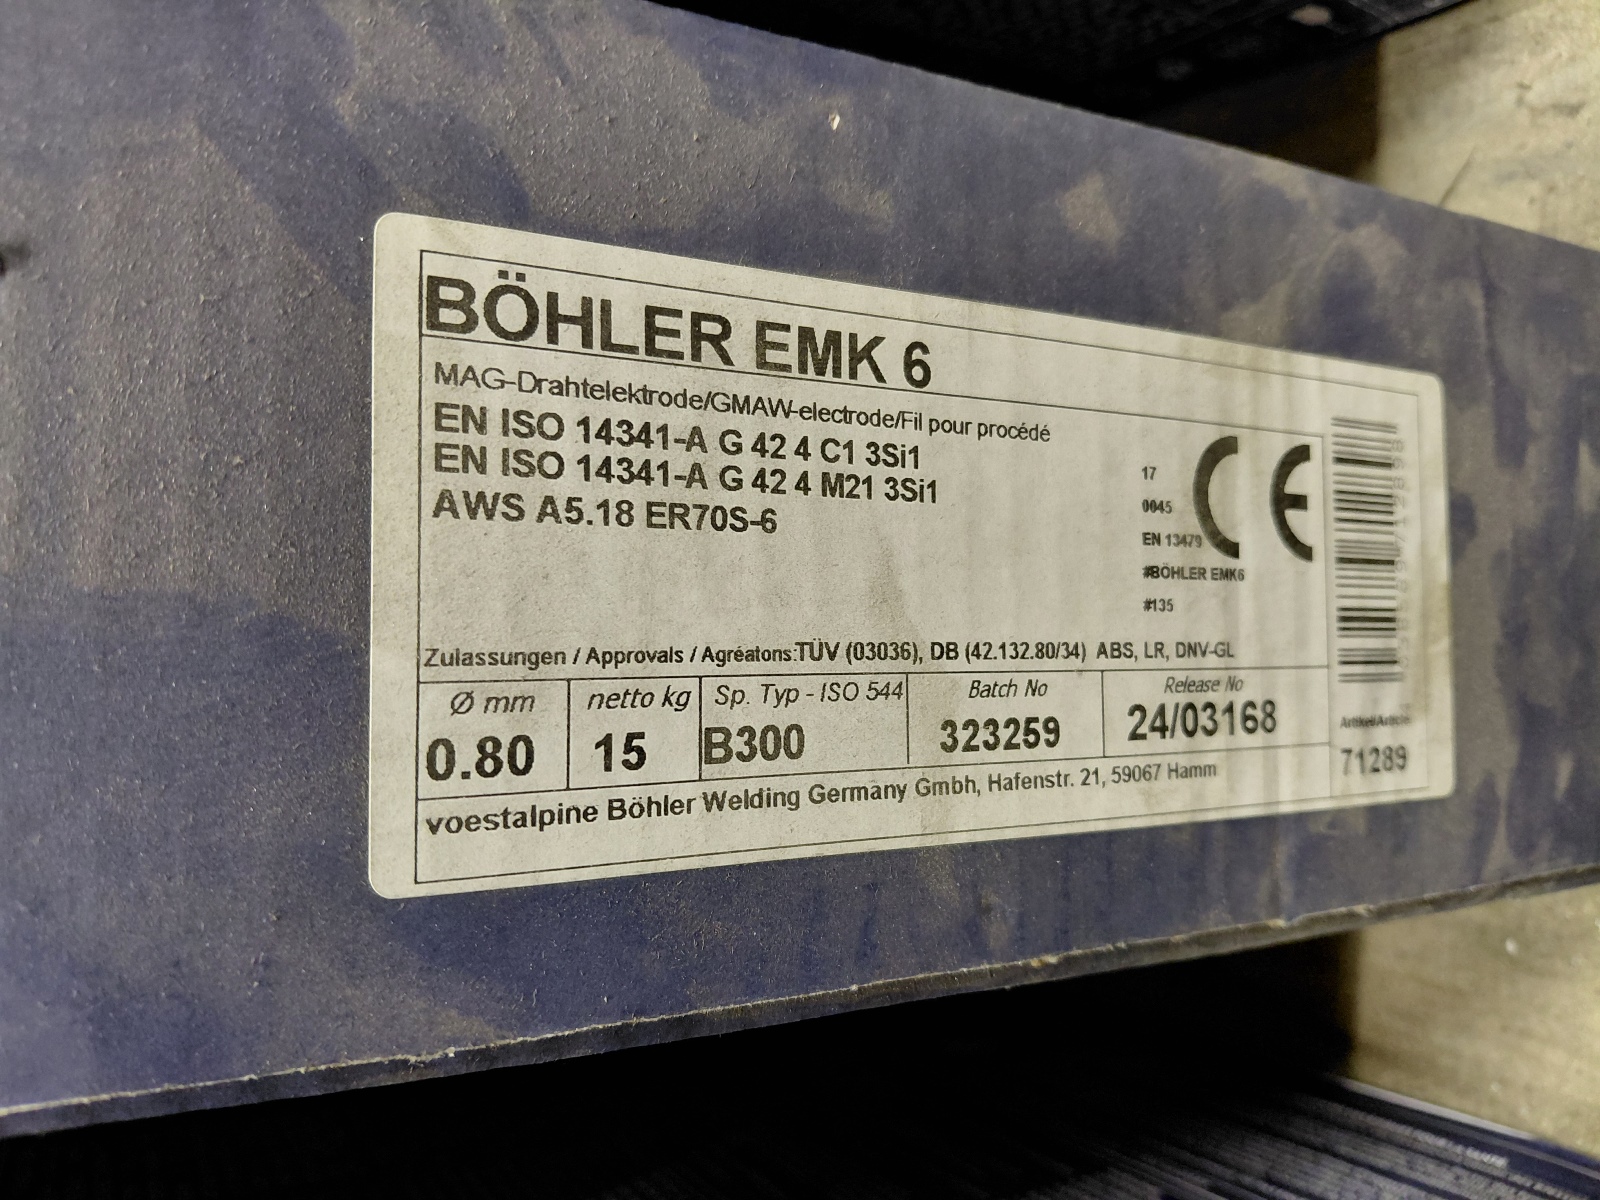 BÖHLER EMK 6
MAG-Drahtelektrode/GMAW-electrode/Fil pour procédé
EN ISO 14341-A G 42 4 C1 3Si1
EN ISO 14341-A G 42 4 M21 3Si1
AWS A5.18 ER70S-6
17
0045
EN 13479
#BÖHLER EMK6
#135
CE
Zulassungen / Approvals / Agréatons:TÜV (03036), DB (42.132.80/34) ABS, LR, DNV-GL
Ø mm netto kg Sp. Typ - ISO 544 Batch No Release No
0.80 15 B300 323259 24/03168
Artikel/Article
71289
voestalpine Böhler Welding Germany Gmbh, Hafenstr. 21, 59067 Hamm